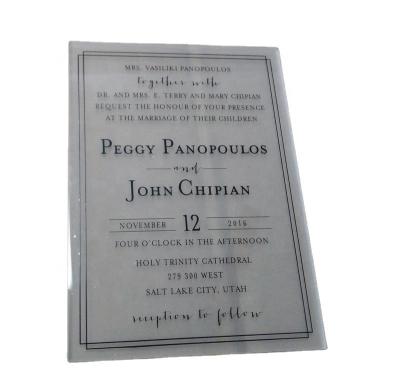 MRS. VASILIKI PANOPOULOS
together with
DR. AND MRS. E. TERRY AND MARY CHIPIAN
REQUEST THE HONOUR OF YOUR PRESENCE
AT THE MARRIAGE OF THEIR CHILDREN
PEGGY PANOPOULOS
and
JOHN CHIPIAN
NOVEMBER 12 2016
FOUR O'CLOCK IN THE AFTERNOON
HOLY TRINITY CATHEDRAL
279 300 WEST
SALT LAKE CITY, UTAH
reception to follow